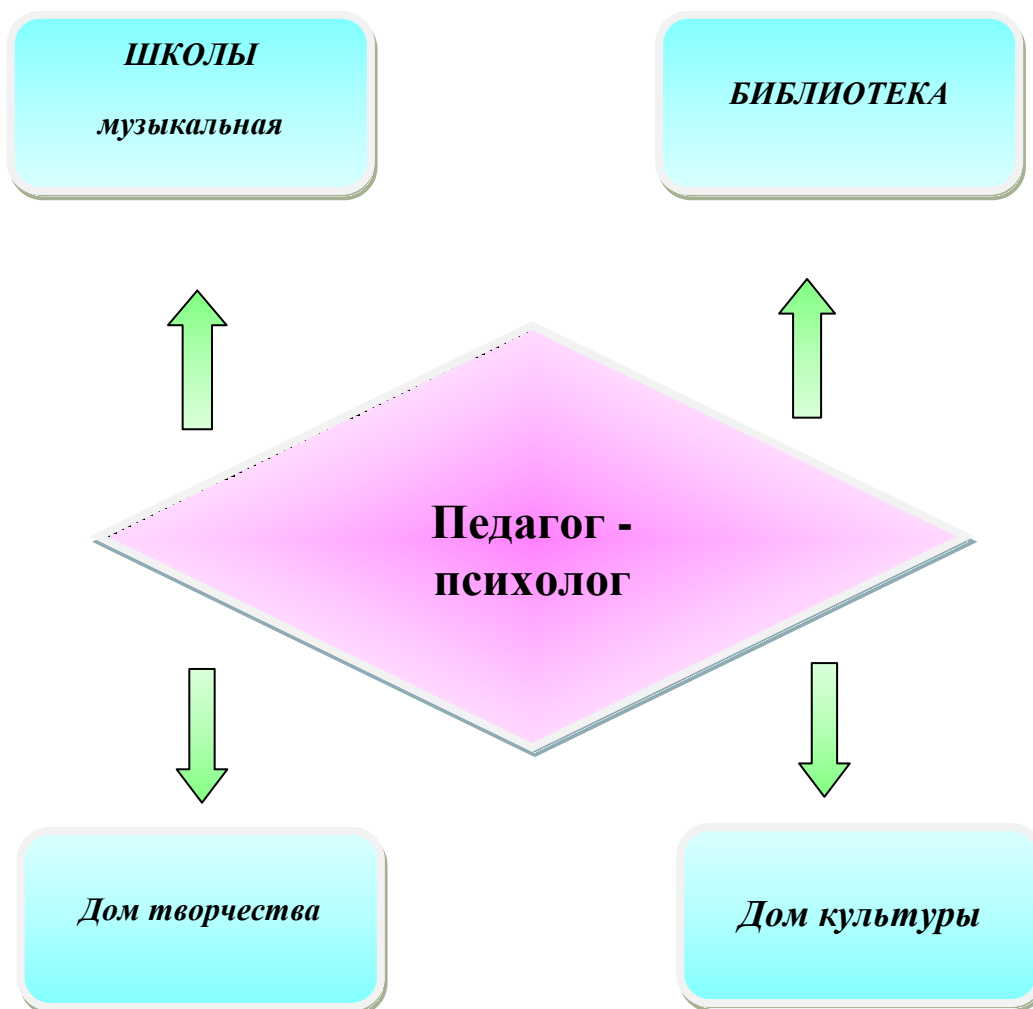 ШКОЛЫ
музыкальная
БИБЛИОТЕКА
Педагог -
психолог
Дом творчества
Дом культуры